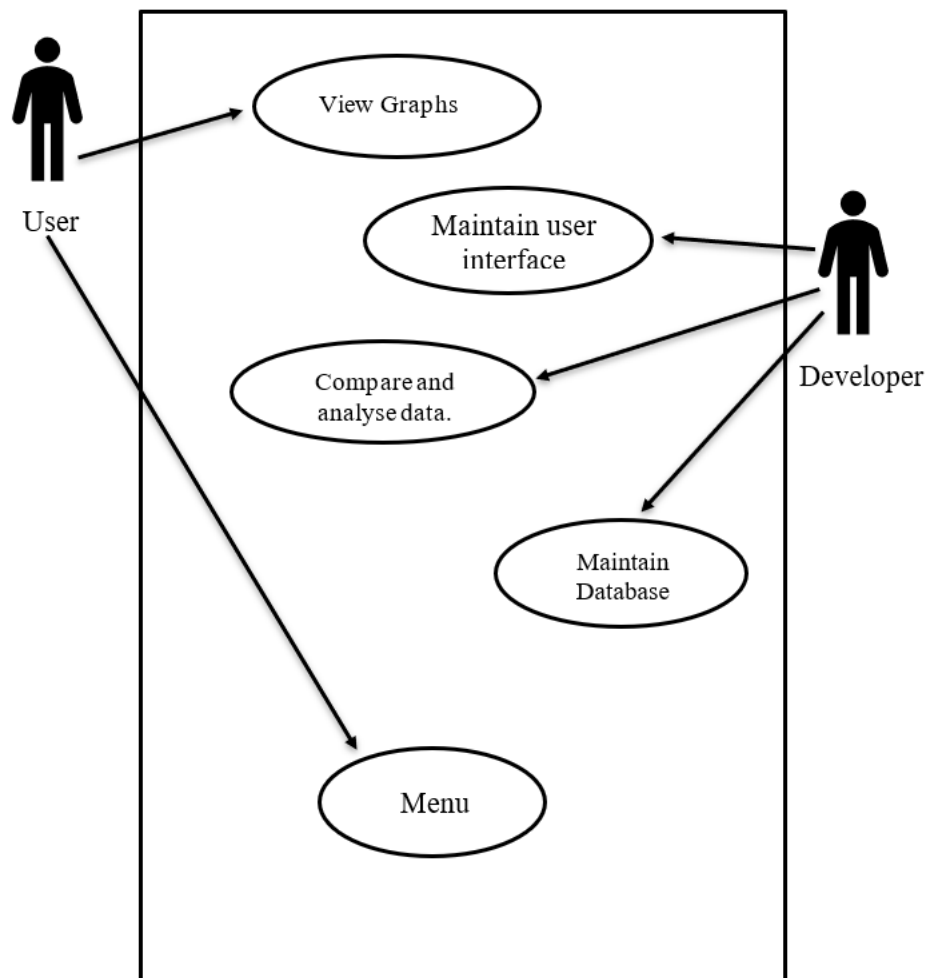 View Graphs
User
Maintain user
interface
Compare and
analyse data.
Developer
Maintain
Database
Menu